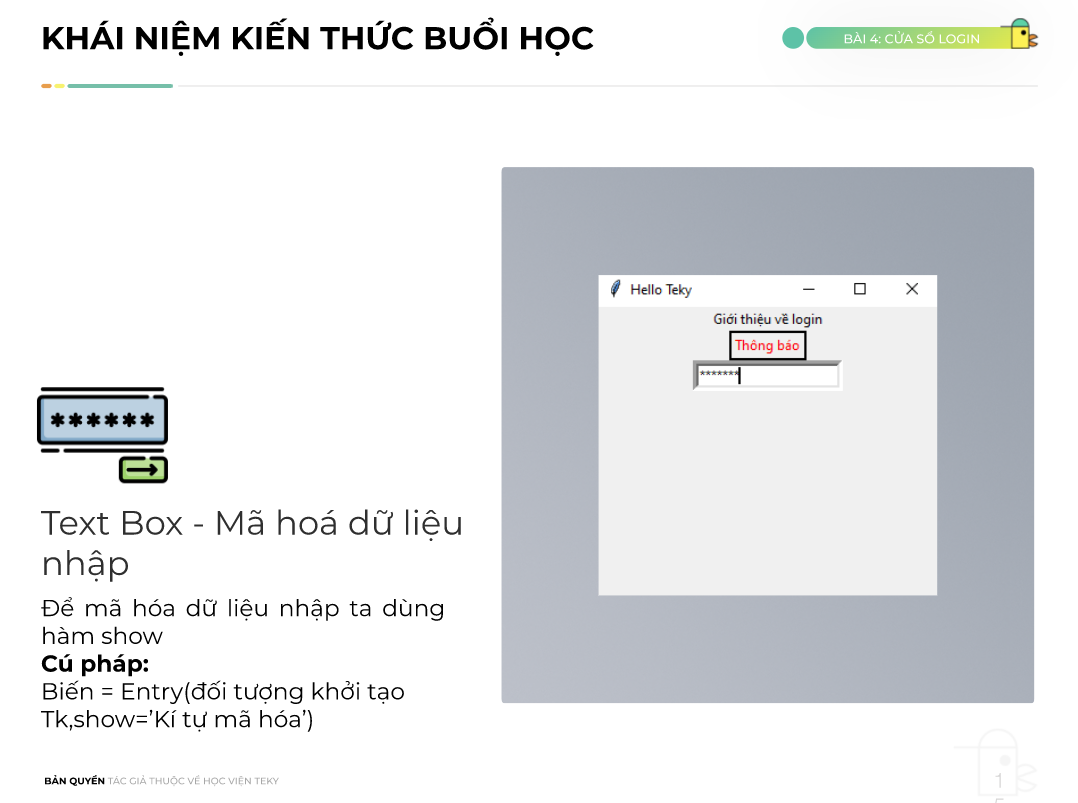 KHÁI NIỆM KIẾN THỨC BUỔI HỌC
BÀI 4: CỬA SỔ LOGIN
Hello Teky
Giới thiệu về login
Thông báo
*******
******
Text Box - Mã hoá dữ liệu
nhập
Để mã hóa dữ liệu nhập ta dùng
hàm show
Cú pháp:
Biến = Entry(đối tượng khởi tạo
Tk,show=’Kí tự mã hóa’)
BẢN QUYỀN TÁC GIẢ THUỘC VỀ HỌC VIỆN TEKY
1